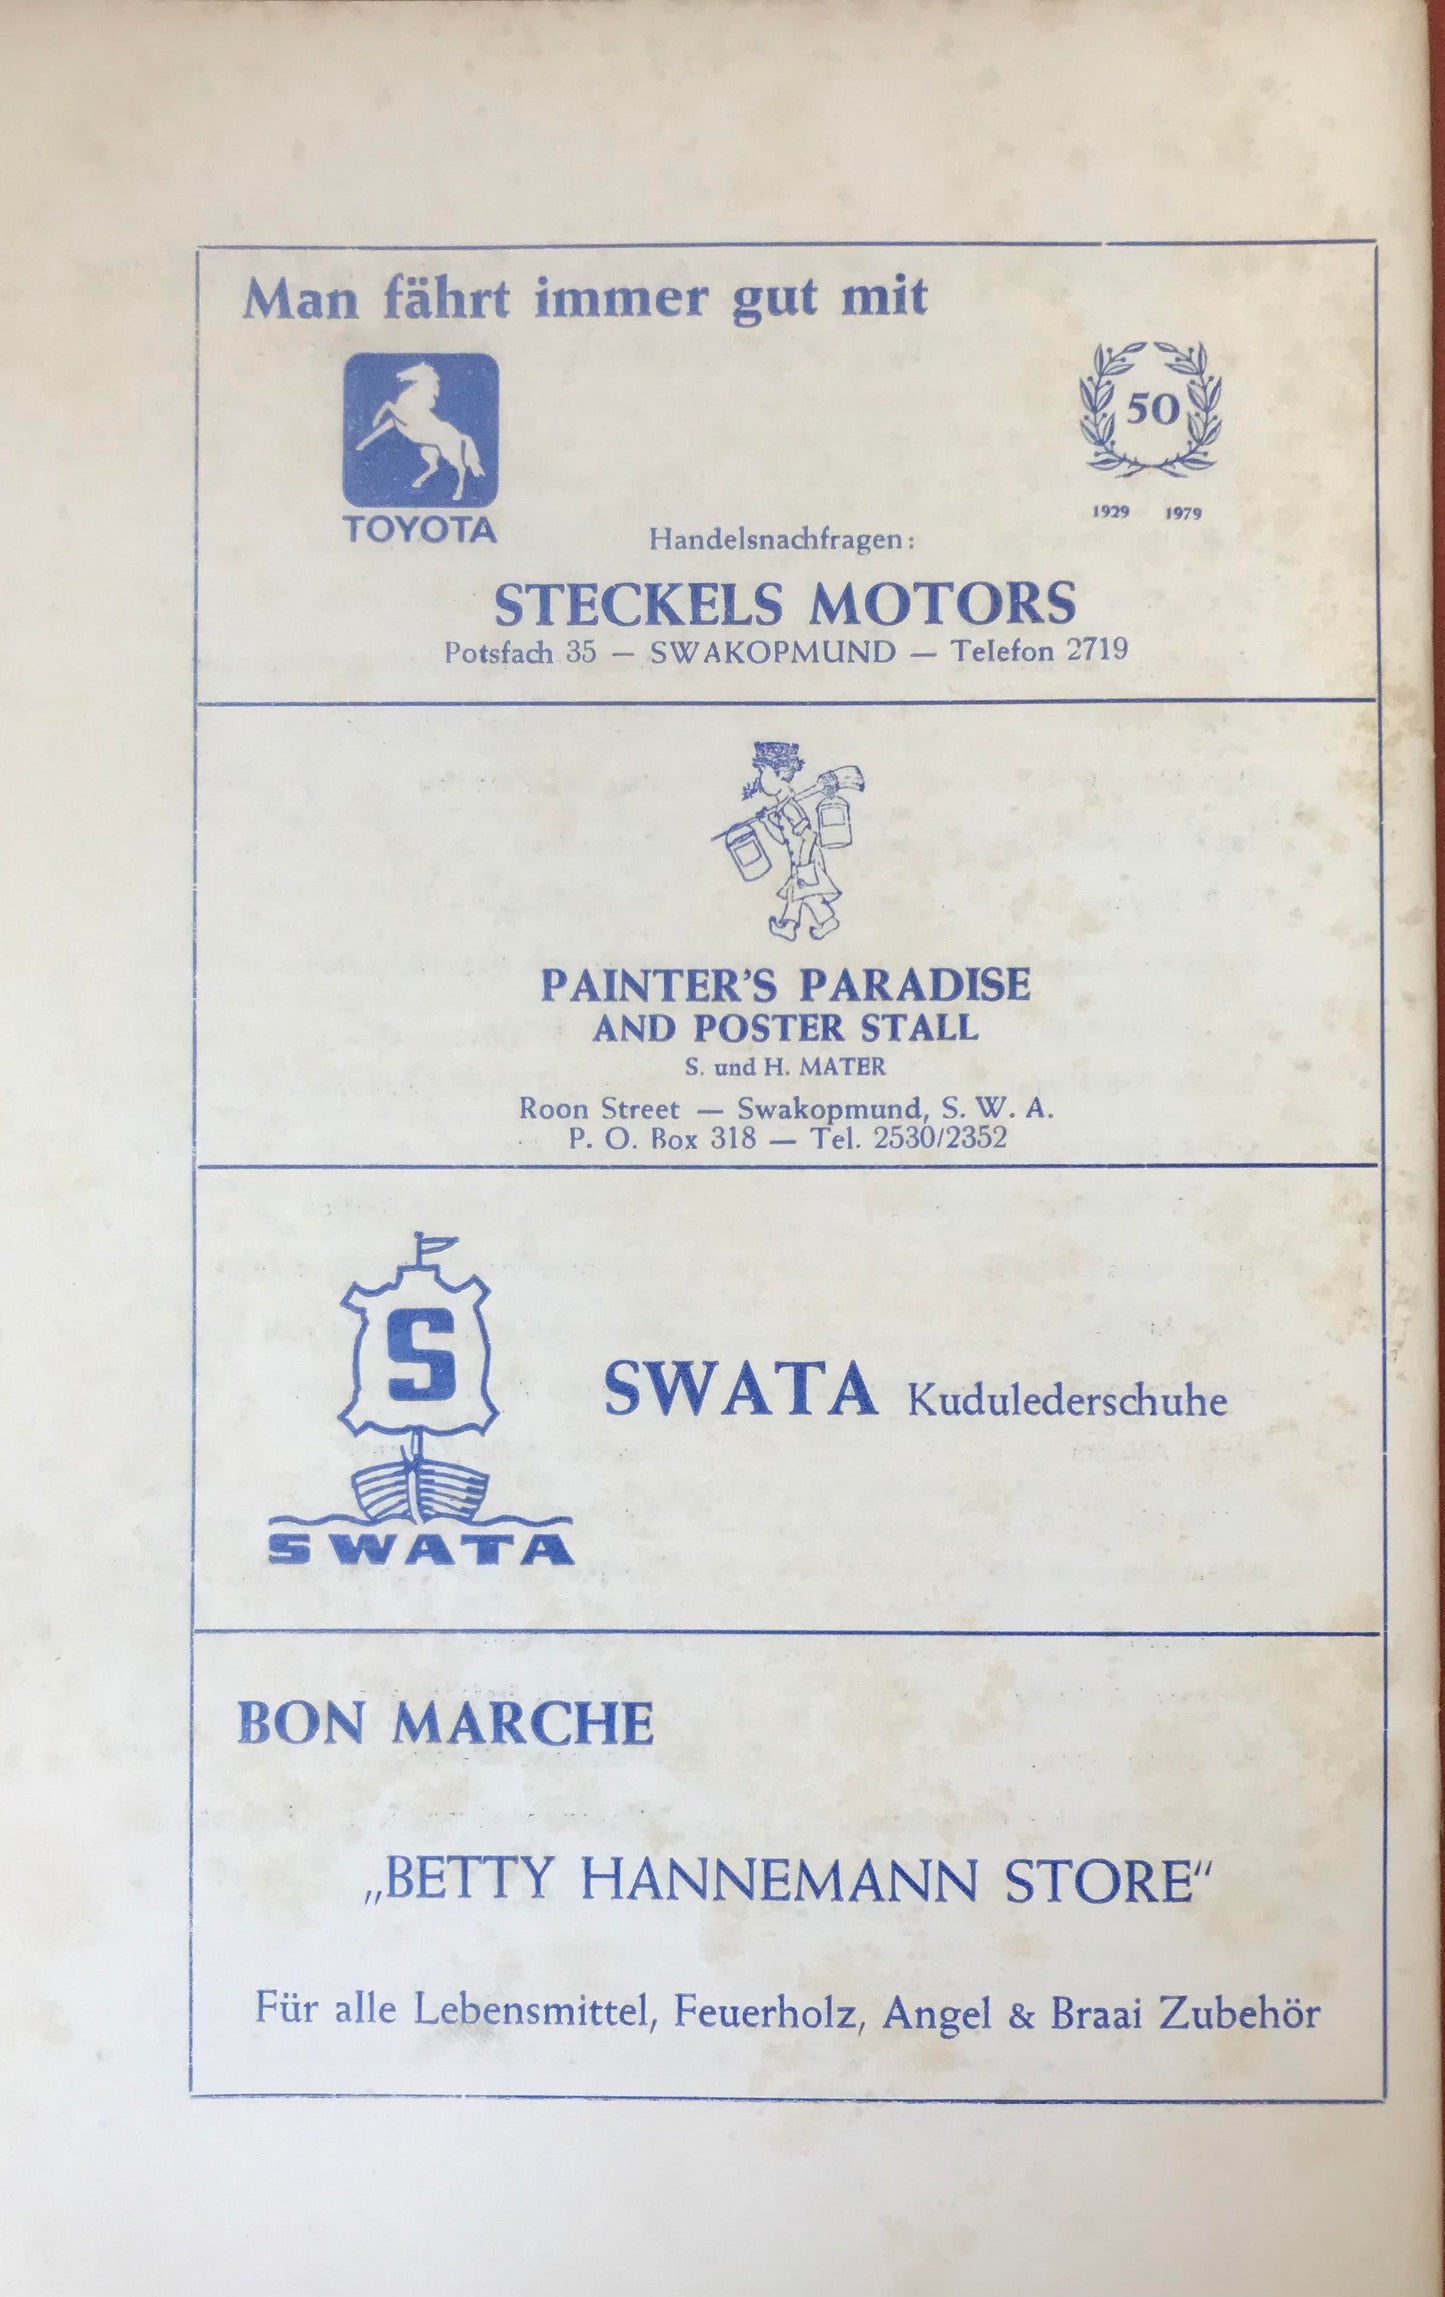 Man fährt immer gut mit
TOYOTA
50
1929 1979
Handelsnachfragen:
STECKELS MOTORS
Potsfach 35 — SWAKOPMUND — Telefon 2719
PAINTER'S PARADISE
AND POSTER STALL
S. und H. MATER
Roon Street — Swakopmund, S. W. A.
P. O. Box 318 — Tel. 2530/2352
S
SWATA
SWATA Kudulederschuhe
BON MARCHE
„BETTY HANNEMANN STORE“
Für alle Lebensmittel, Feuerholz, Angel & Braai Zubehör